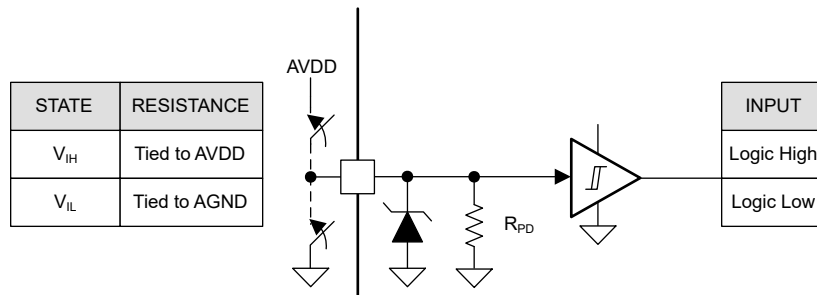 AVDD
STATE RESISTANCE INPUT
V_IH Tied to AVDD Logic High
V_IL Tied to AGND Logic Low
R_PD